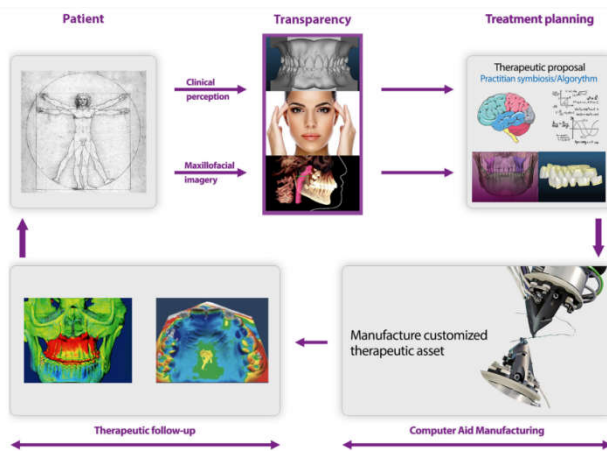 Patient
Transparency
Treatment planning
Clinical
perception
Maxillofacial
imagery
Therapeutic proposal
Practitian symbiosis/Algorythm
Manufacture customized
therapeutic asset
Therapeutic follow-up
Computer Aid Manufacturing